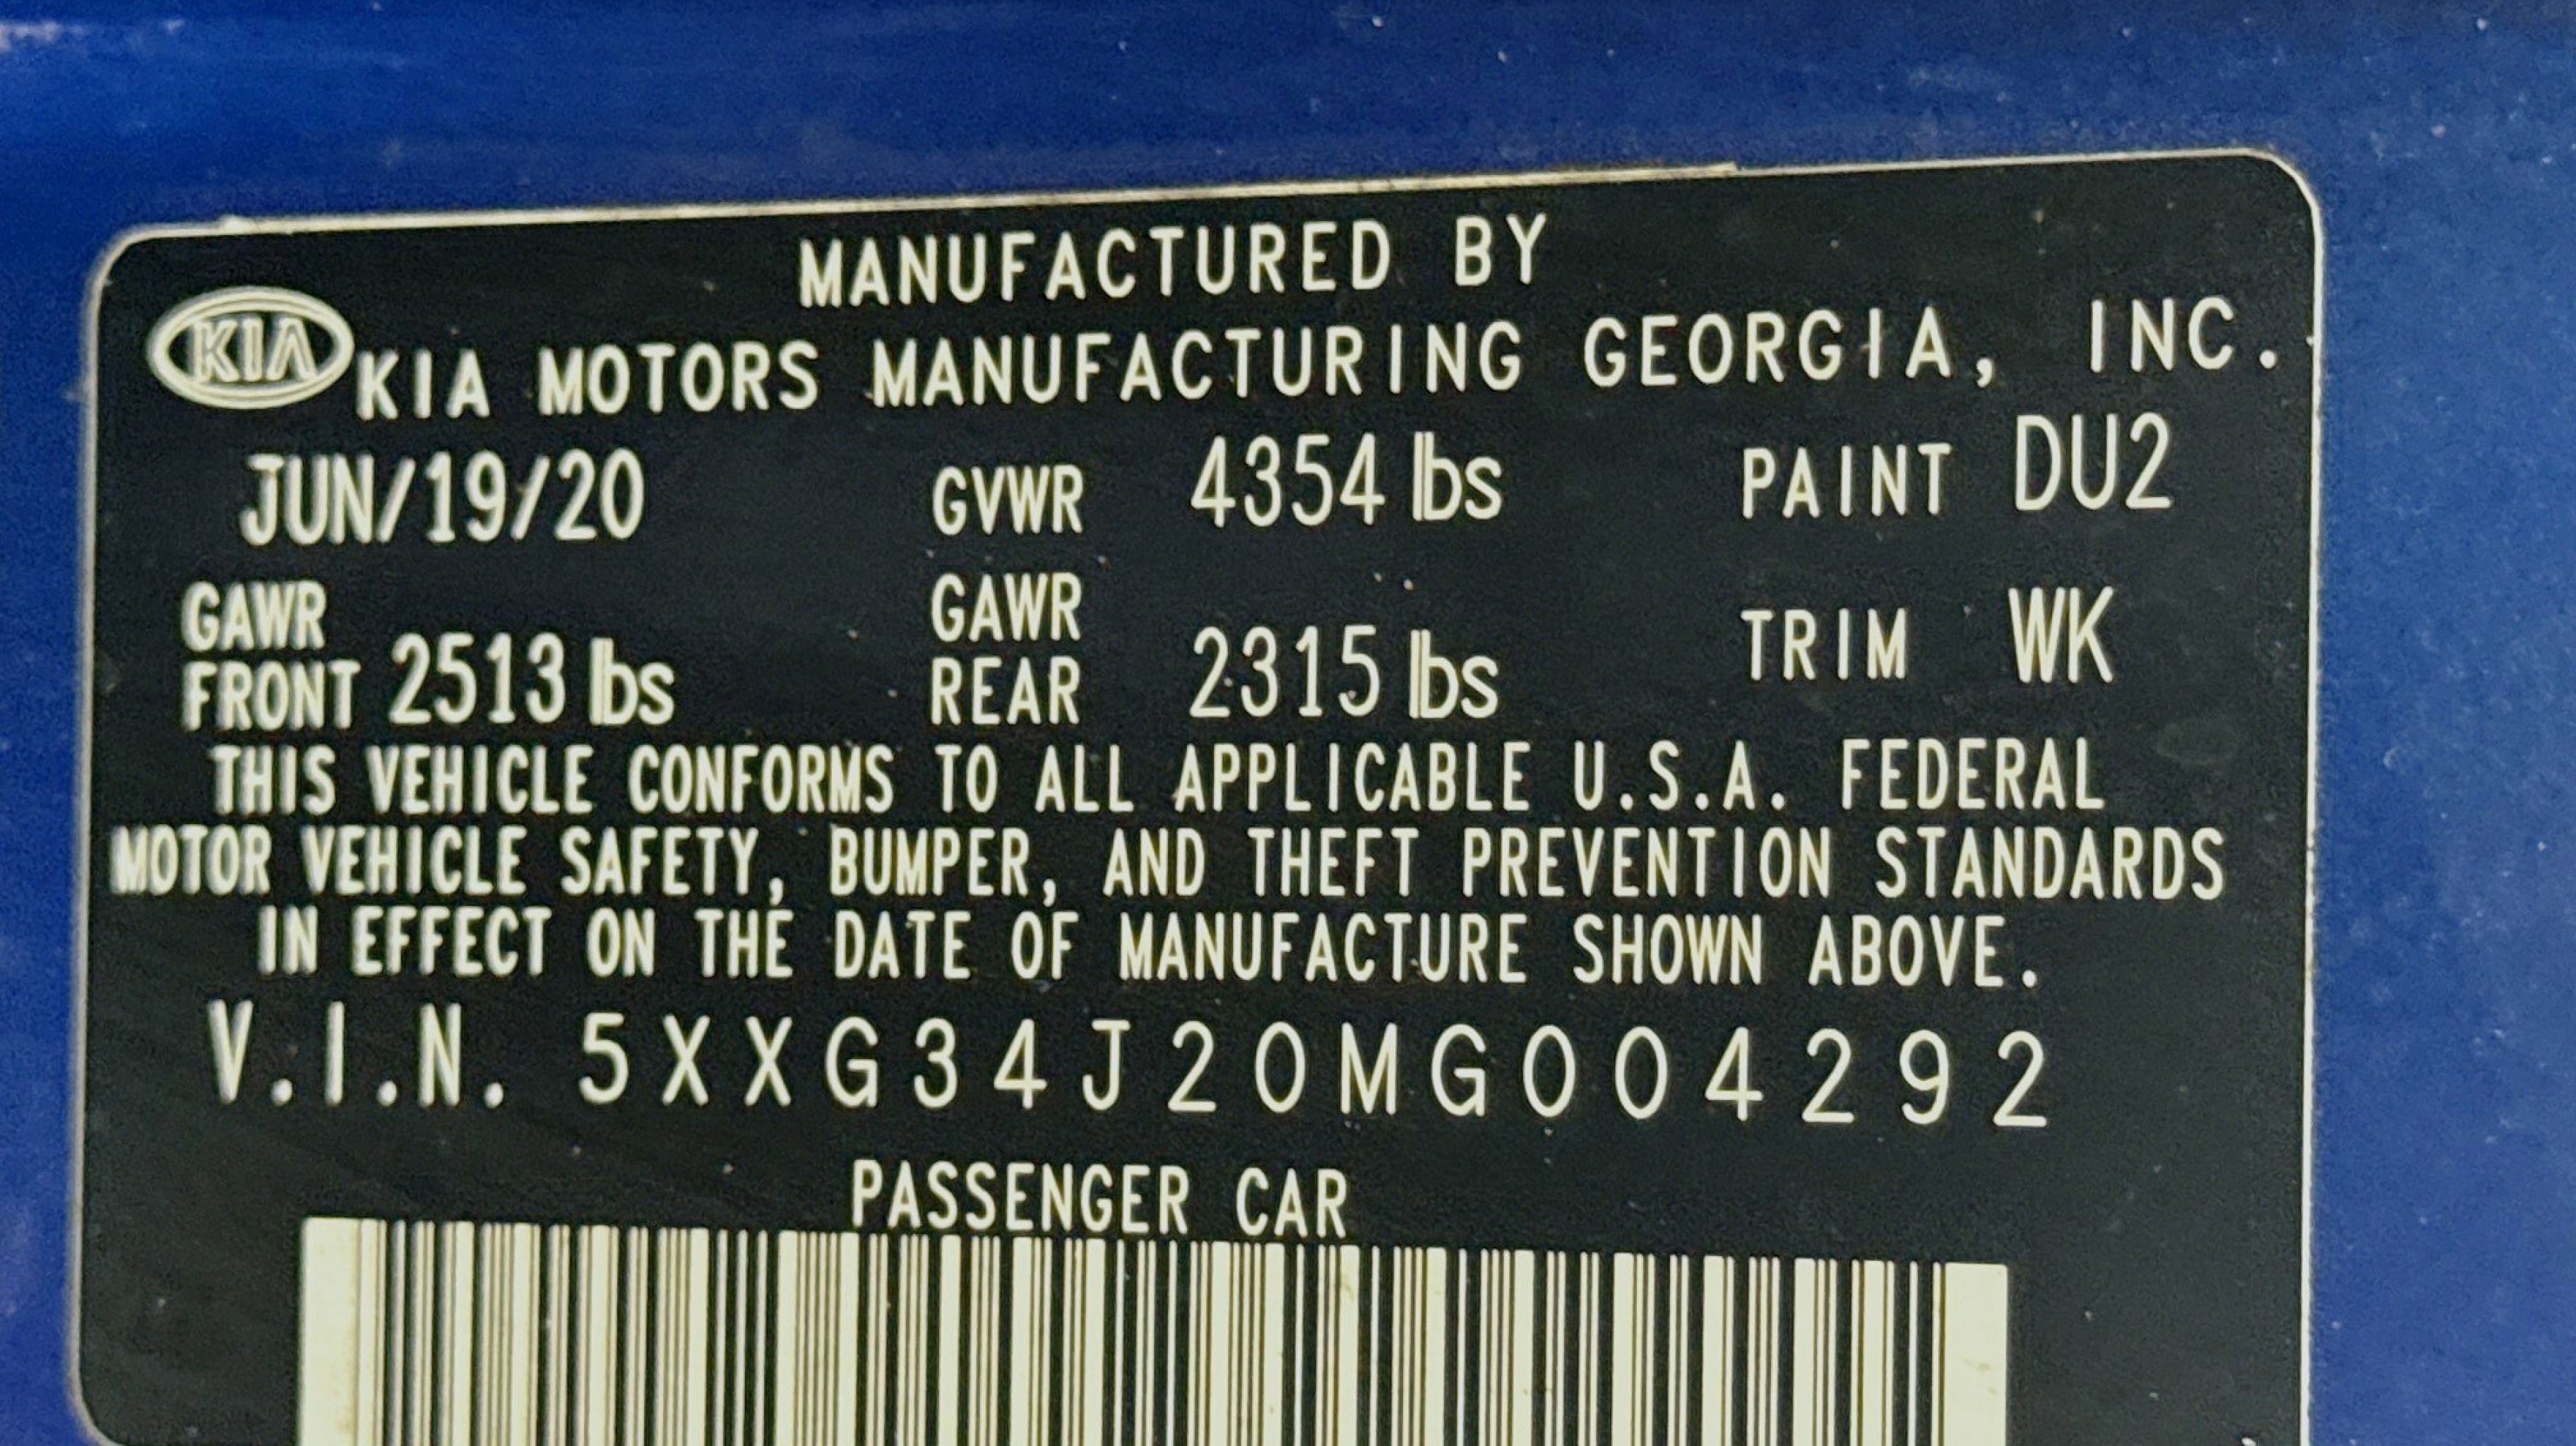 MANUFACTURED BY
KIA KIA MOTORS MANUFACTURING GEORGIA, INC.
JUN/19/20 GVWR 4354 lbs PAINT DU2
GAWR FRONT 2513 lbs GAWR REAR 2315 lbs TRIM WK
THIS VEHICLE CONFORMS TO ALL APPLICABLE U.S.A. FEDERAL
MOTOR VEHICLE SAFETY, BUMPER, AND THEFT PREVENTION STANDARDS
IN EFFECT ON THE DATE OF MANUFACTURE SHOWN ABOVE.
V.I.N. 5XXG34J20MG004292
PASSENGER CAR